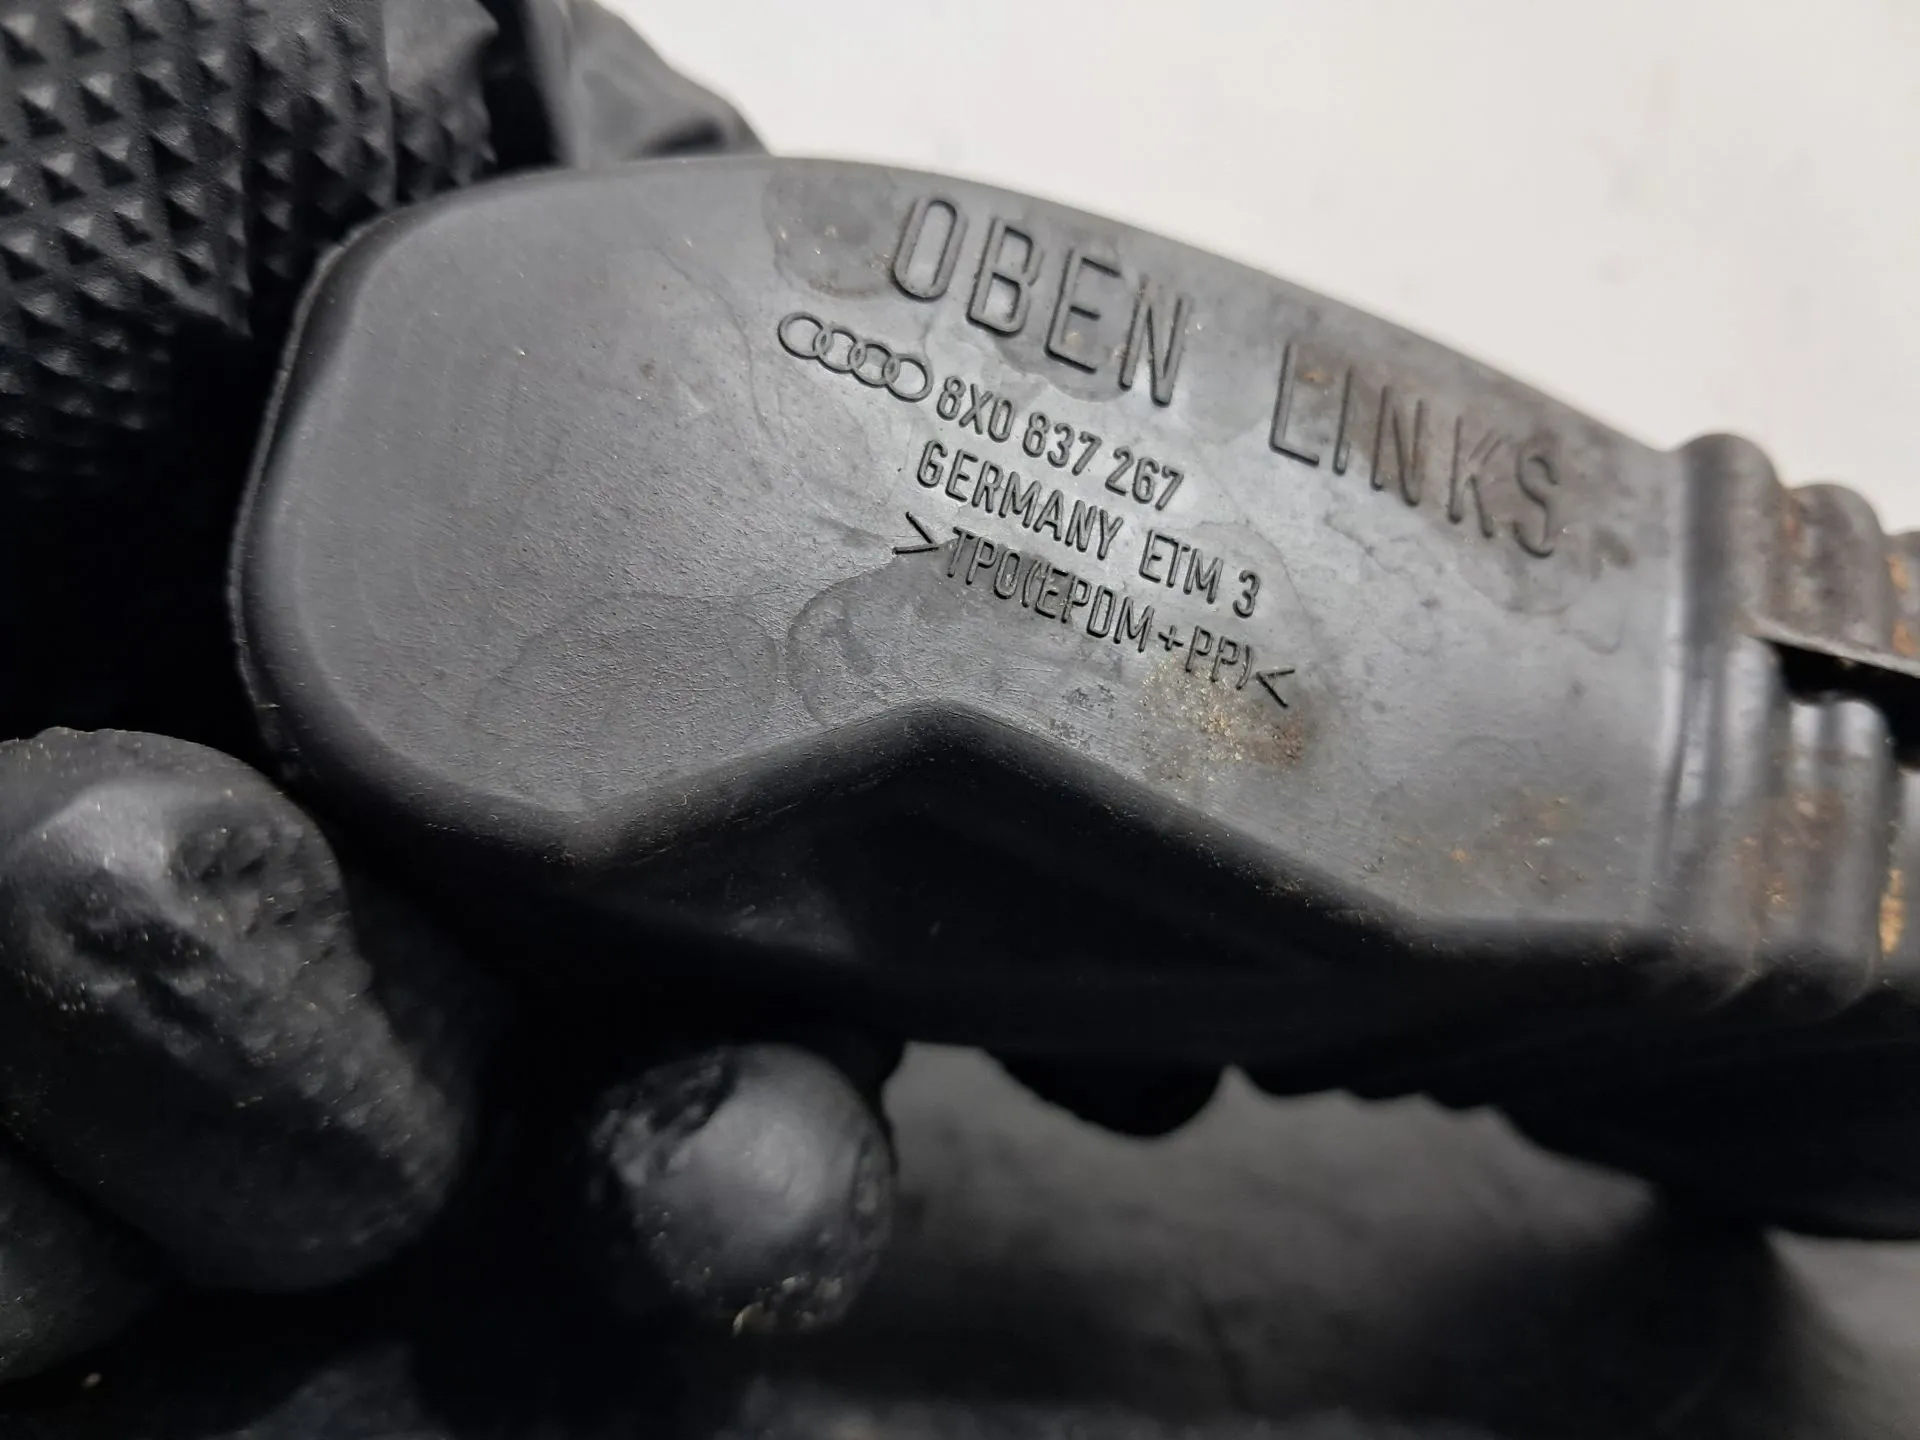 OBEN LINKS
8X0 837 267
GERMANY ETM 3
>TPO(EPDM+PP)<